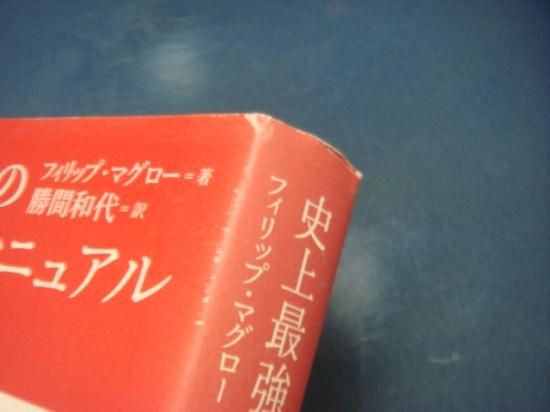 の
フィリップ・マグロー=著
勝間和代=訳
ニュアル
史上最強
フィリップ・マグロー